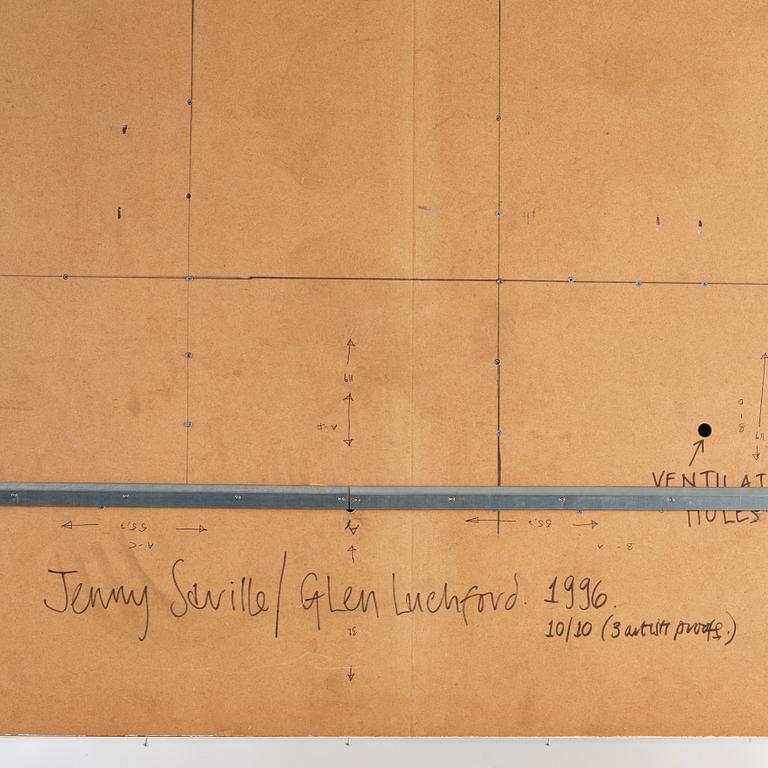 VENTILAT
HOLES
Jenny Saville/ Glen Luchford. 1996.
10/10 (3 artist proofs.)